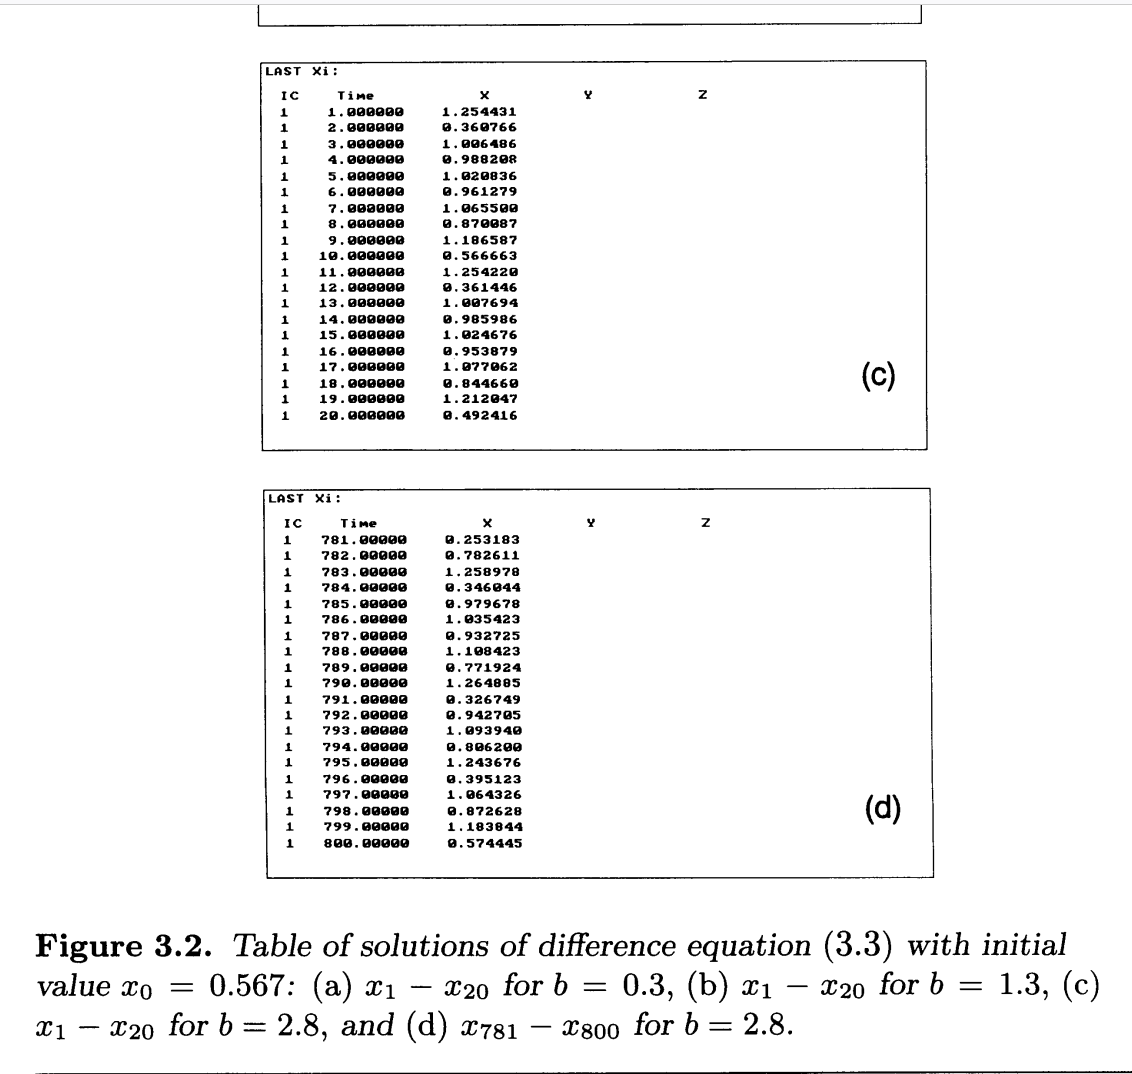 LAST Xi:
IC Time X Y Z
1 1.000000 1.254431
1 2.000000 0.360766
1 3.000000 1.006486
1 4.000000 0.988208
1 5.000000 1.020836
1 6.000000 0.961279
1 7.000000 1.065500
1 8.000000 0.870087
1 9.000000 1.186587
1 10.000000 0.566663
1 11.000000 1.254220
1 12.000000 0.361446
1 13.000000 1.007694
1 14.000000 0.985986
1 15.000000 1.024676
1 16.000000 0.953879
1 17.000000 1.077062
1 18.000000 0.844660
1 19.000000 1.212047
1 20.000000 0.492416
(c)
LAST Xi:
IC Time X Y Z
1 781.00000 0.253183
1 782.00000 0.782611
1 783.00000 1.258978
1 784.00000 0.346044
1 785.00000 0.979678
1 786.00000 1.035423
1 787.00000 0.932725
1 788.00000 1.108423
1 789.00000 0.771924
1 790.00000 1.264885
1 791.00000 0.326749
1 792.00000 0.942705
1 793.00000 1.093940
1 794.00000 0.806200
1 795.00000 1.243676
1 796.00000 0.395123
1 797.00000 1.064326
1 798.00000 0.872628
1 799.00000 1.183844
1 800.00000 0.574445
(d)
Figure 3.2. Table of solutions of difference equation (3.3) with initial
value x₀ = 0.567: (a) x₁ − x₂₀ for b = 0.3, (b) x₁ − x₂₀ for b = 1.3, (c)
x₁ − x₂₀ for b = 2.8, and (d) x₇₈₁ − x₈₀₀ for b = 2.8.